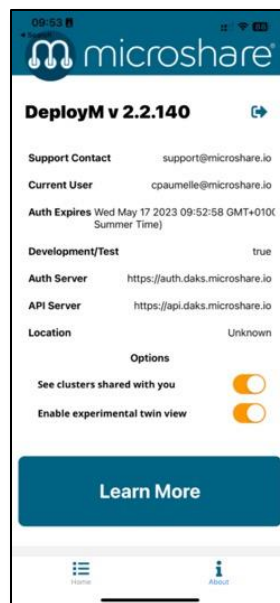 09:53
Search
microshare®
DeployM v 2.2.140
Support Contact support@microshare.io
Current User cpaumelle@microshare.io
Auth Expires Wed May 17 2023 09:52:58 GMT+0100
Summer Time)
Development/Test true
Auth Server https://auth.daks.microshare.io
API Server https://api.daks.microshare.io
Location Unknown
Options
See clusters shared with you
Enable experimental twin view
Learn More
Home About